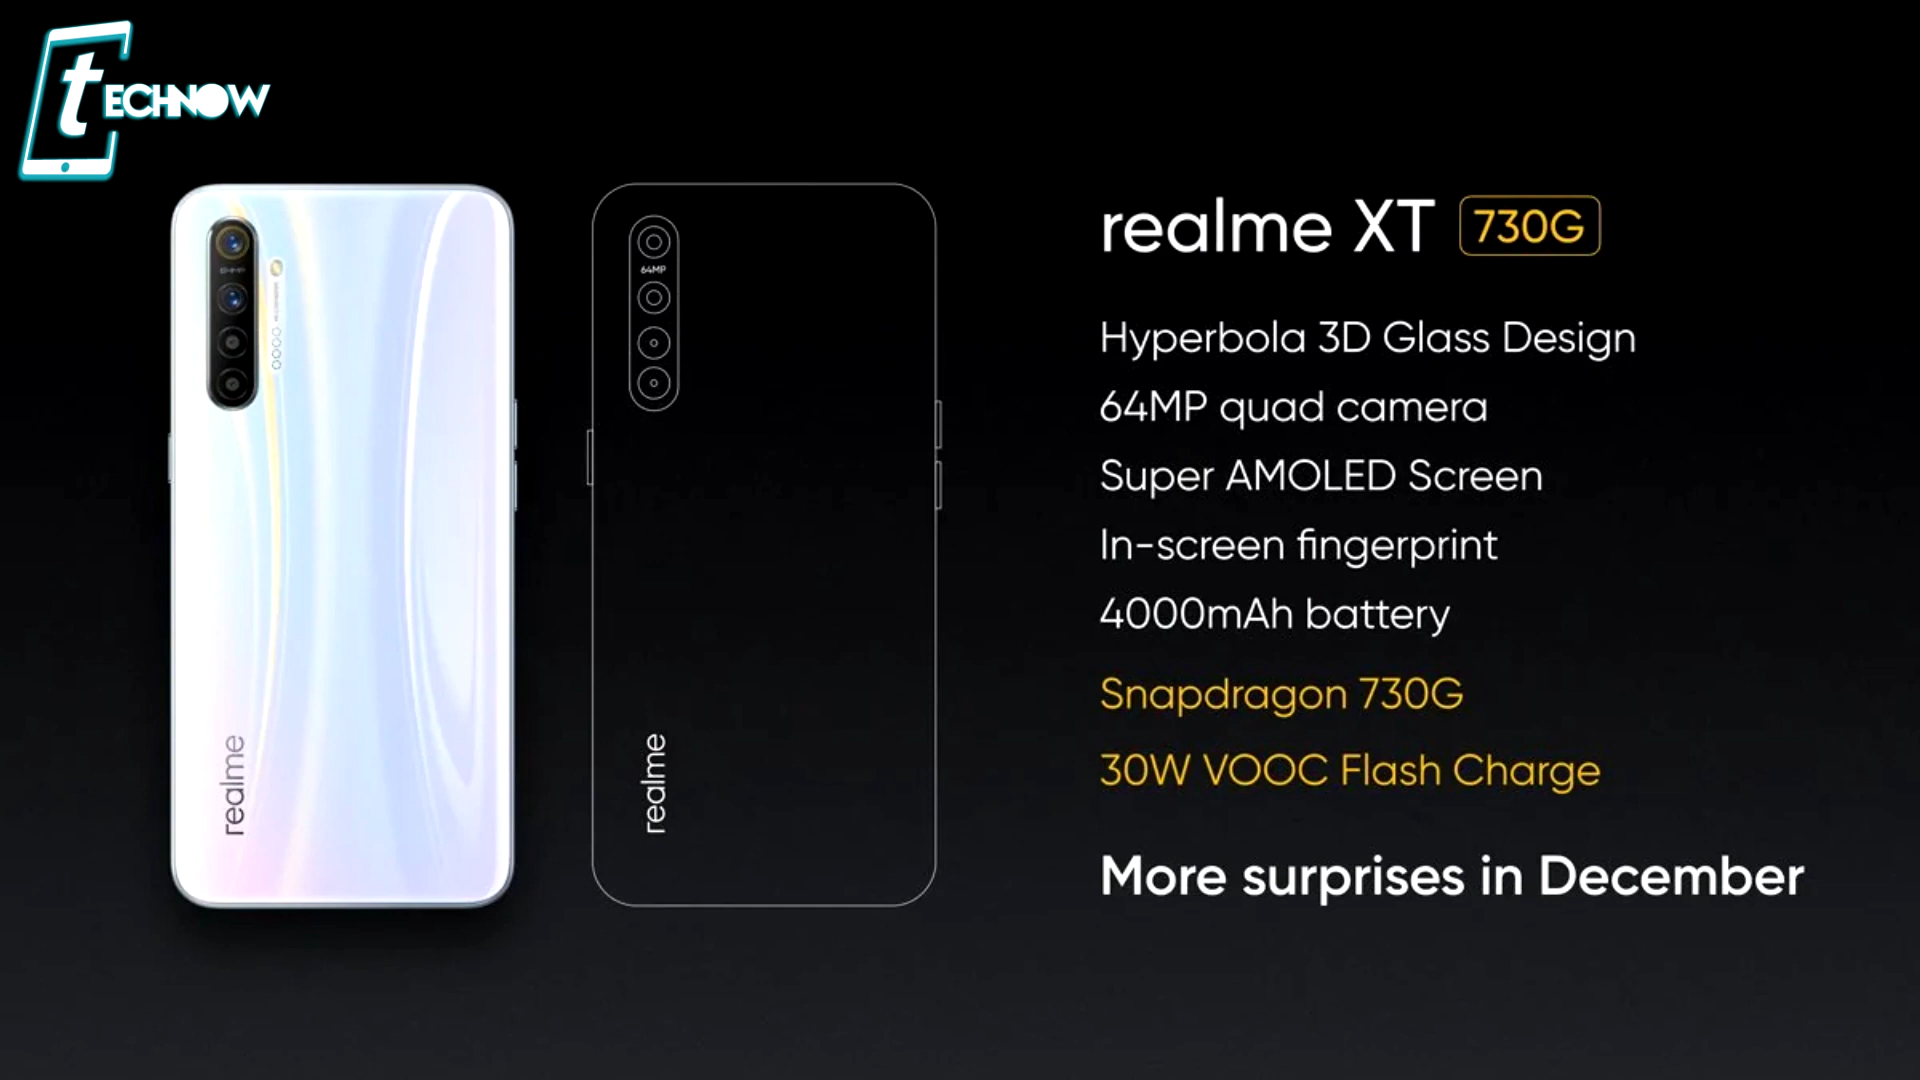 tECHNOW
realme XT 730G
Hyperbola 3D Glass Design
64MP quad camera
Super AMOLED Screen
In-screen fingerprint
4000mAh battery
Snapdragon 730G
30W VOOC Flash Charge
More surprises in December
64MP
realme
realme